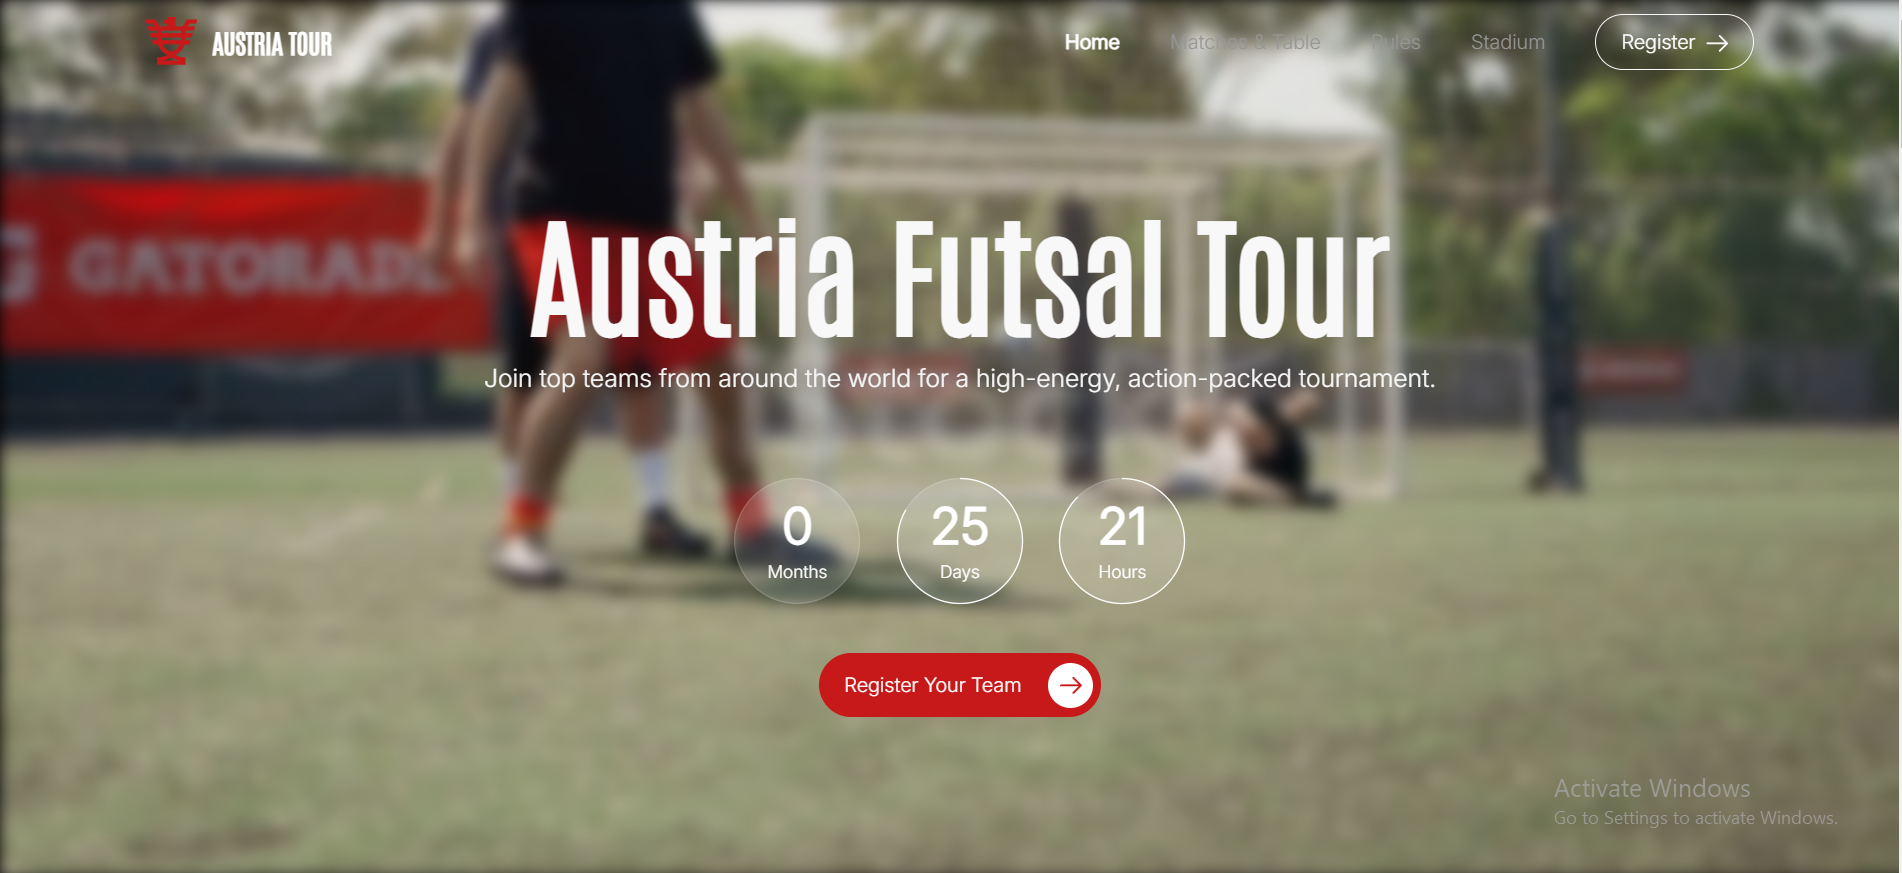 AUSTRIA TOUR
Home
Matches & Table
Rules
Stadium
Register
GATORADE
Austria Futsal Tour
Join top teams from around the world for a high-energy, action-packed tournament.
0
Months
25
Days
21
Hours
Register Your Team
Activate Windows
Go to Settings to activate Windows.